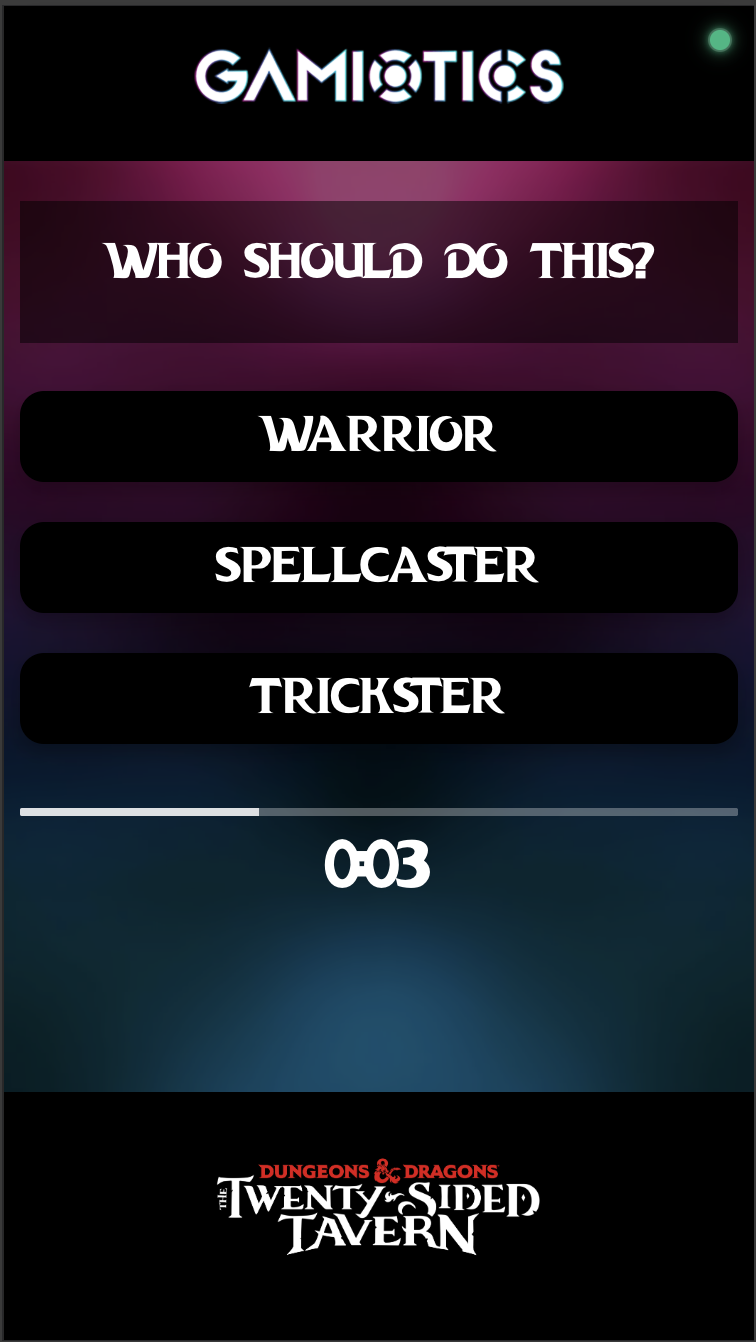 GAMIOTICS
WHO SHOULD DO THIS?
WARRIOR
SPELLCASTER
TRICKSTER
0:03
DUNGEONS & DRAGONS
THE TWENTY-SIDED
TAVERN